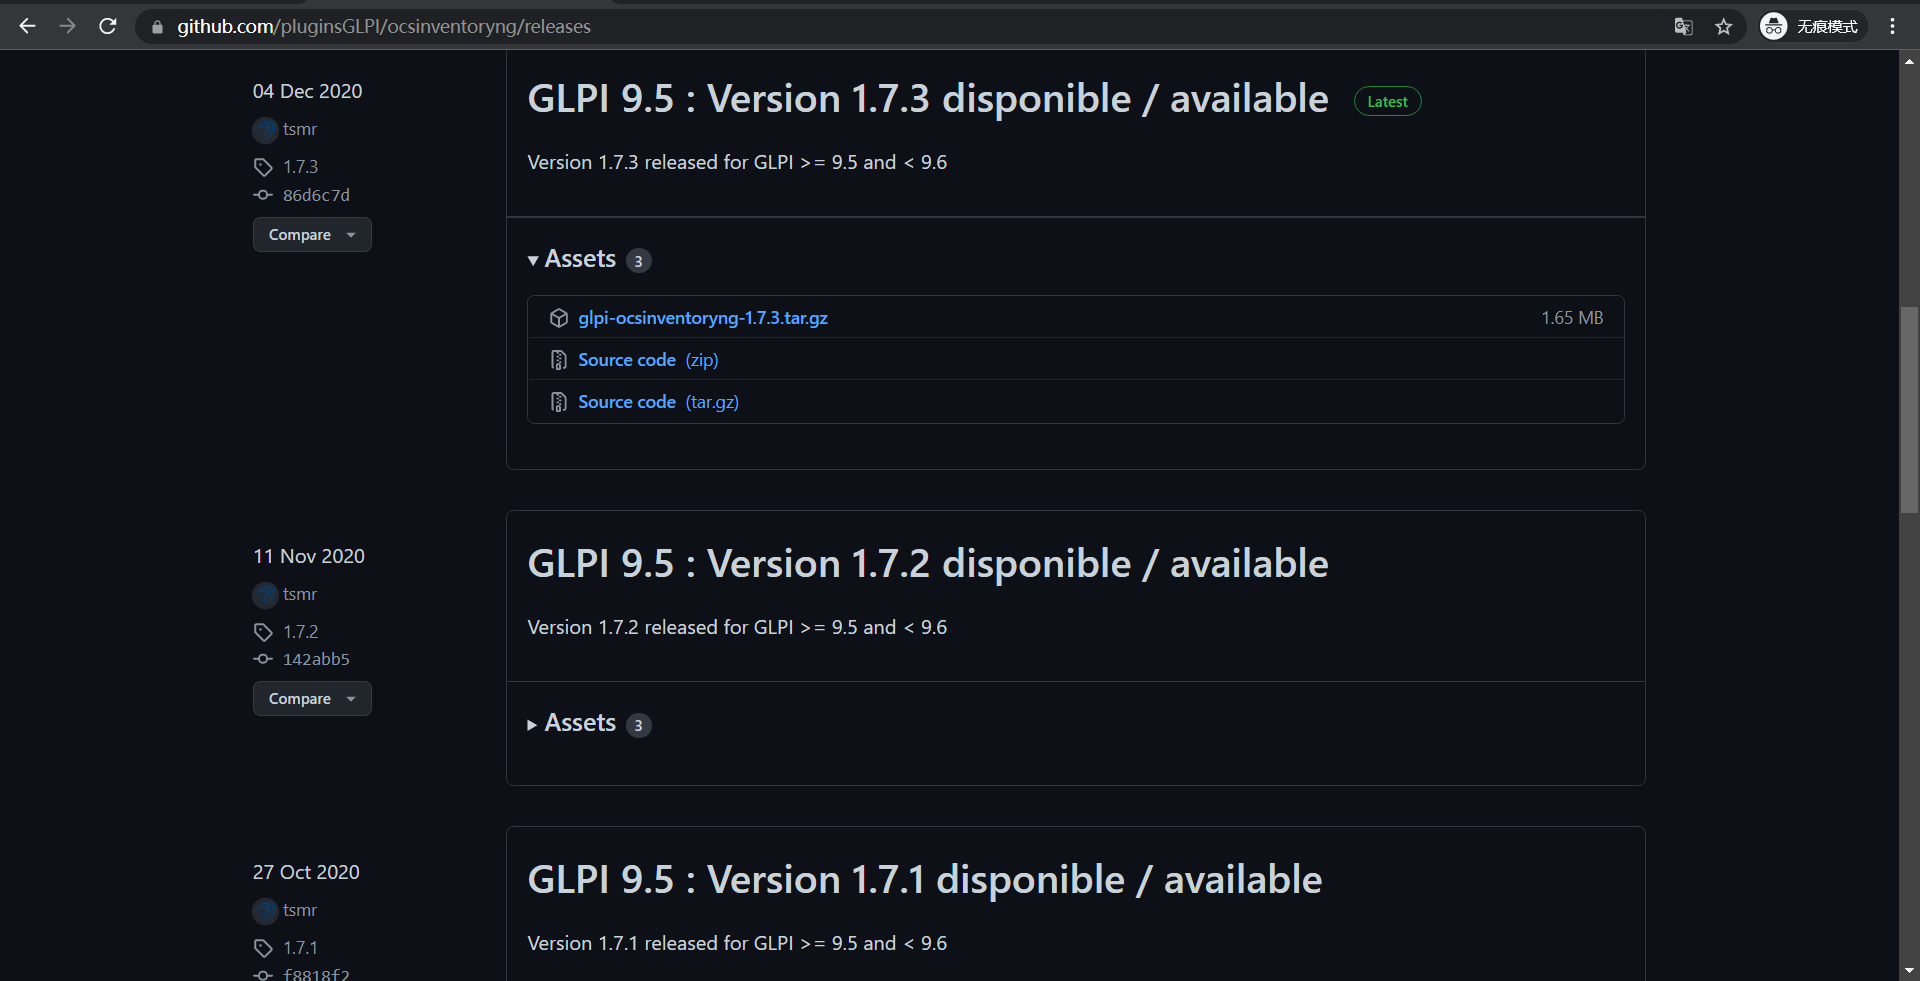 github.com/pluginsGLPI/ocsinventoryng/releases
无痕模式
04 Dec 2020
tsmr
1.7.3
86d6c7d
Compare
GLPI 9.5 : Version 1.7.3 disponible / available
Latest
Version 1.7.3 released for GLPI >= 9.5 and < 9.6
Assets 3
glpi-ocsinventoryng-1.7.3.tar.gz
1.65 MB
Source code (zip)
Source code (tar.gz)
11 Nov 2020
tsmr
1.7.2
142abb5
Compare
GLPI 9.5 : Version 1.7.2 disponible / available
Version 1.7.2 released for GLPI >= 9.5 and < 9.6
Assets 3
27 Oct 2020
tsmr
1.7.1
f8818f2
GLPI 9.5 : Version 1.7.1 disponible / available
Version 1.7.1 released for GLPI >= 9.5 and < 9.6